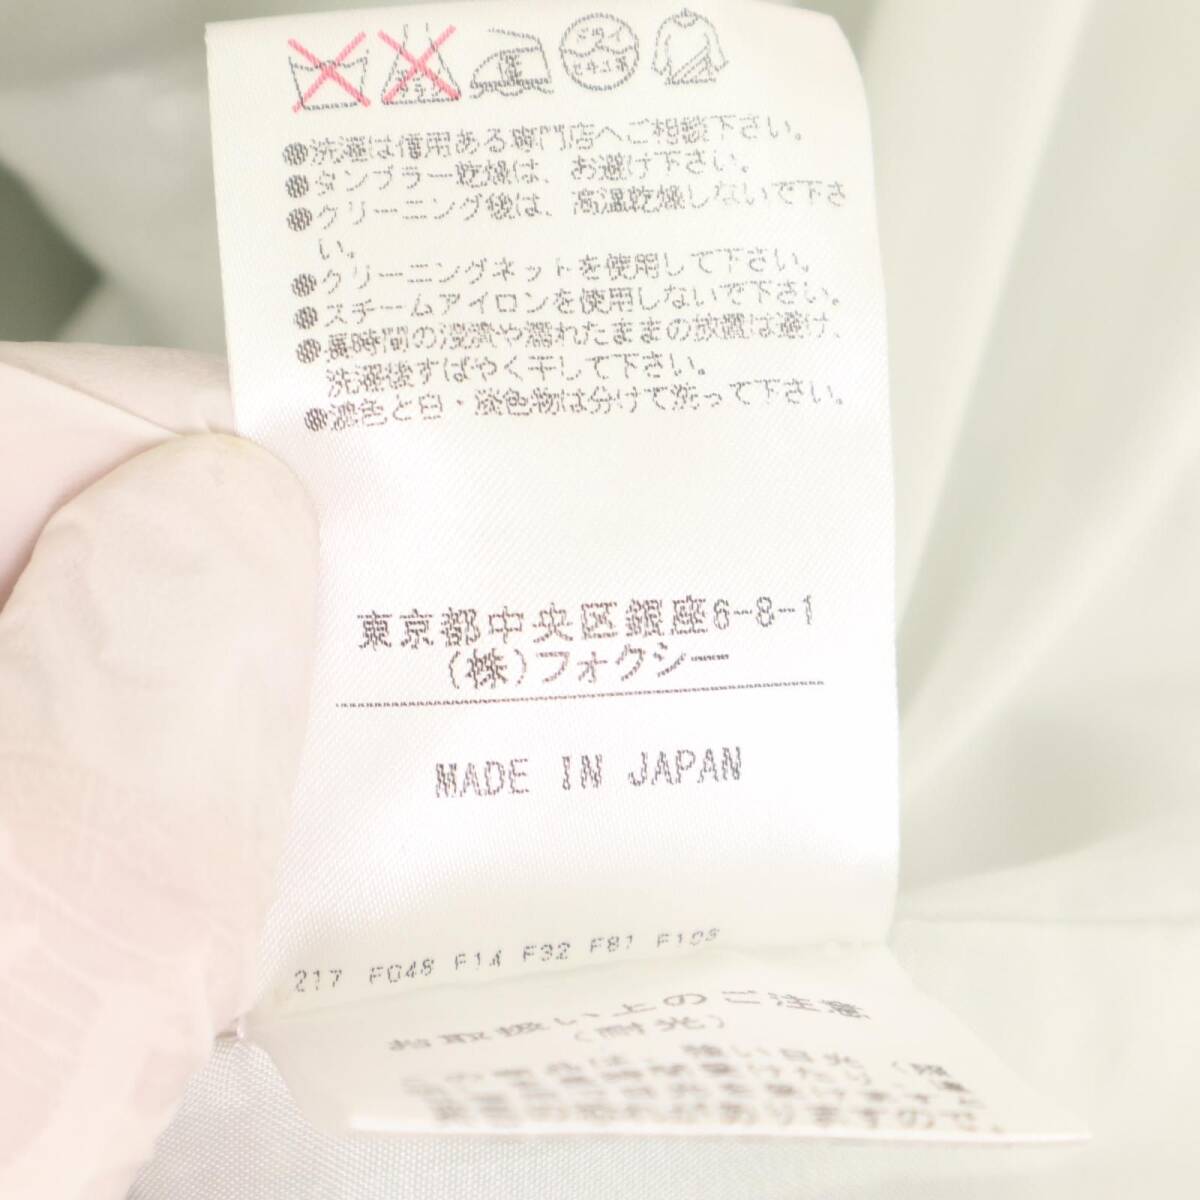 ドライ
セキユ系
●洗濯は信用ある専門店へご相談下さい。
●タンブラー乾燥は、お避け下さい。
●クリーニング後は、高温乾燥しないで下さ
い。
●クリーニングネットを使用して下さい。
●スチームアイロンを使用しないで下さい。
●長時間の浸漬や濡れたままの放置は避け、
洗濯後すばやく干して下さい。
●濃色と白・淡色物は分けて洗って下さい。
東京都中央区銀座6-8-1
(株)フォクシー
MADE IN JAPAN
217 F048 F14 F32 F81
お取扱い上のご注意
(耐光)